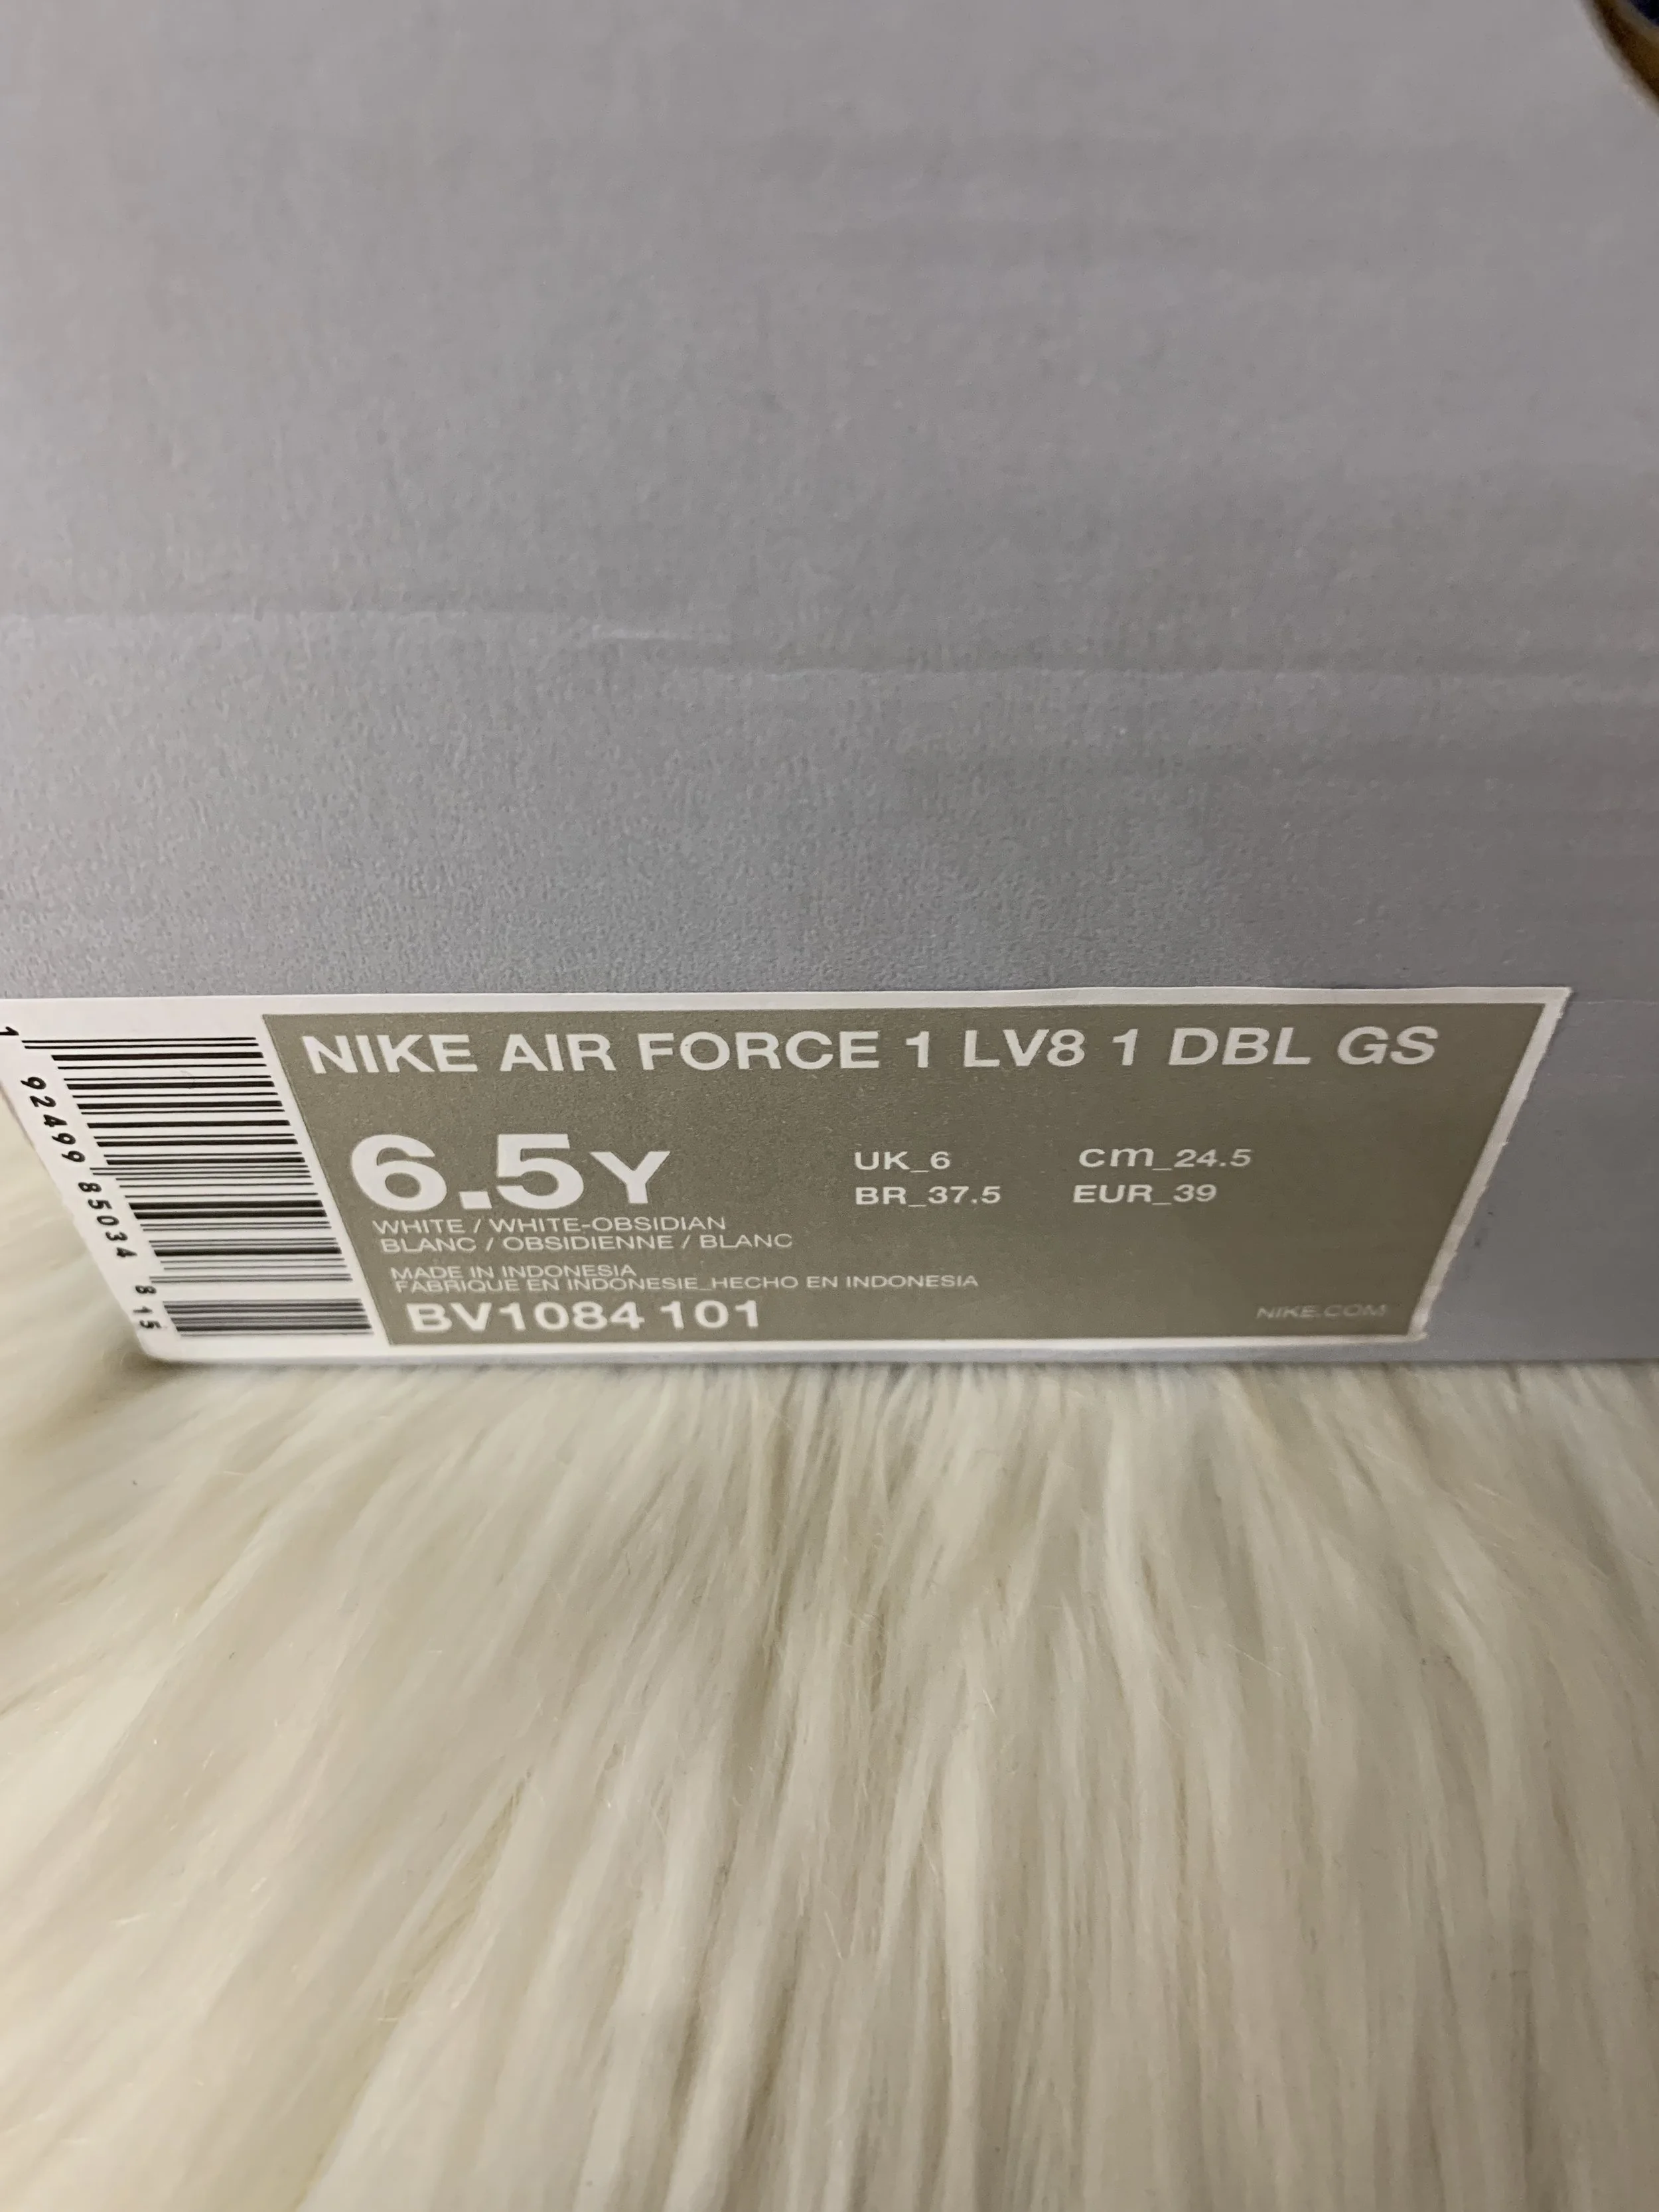 NIKE AIR FORCE 1 LV8 1 DBL GS
6.5Y
UK_6 cm_24.5
BR_37.5 EUR_39
WHITE / WHITE-OBSIDIAN
BLANC / OBSIDIENNE / BLANC
MADE IN INDONESIA
FABRIQUE EN INDONESIE_HECHO EN INDONESIA
BV1084 101
NIKE.COM
1 92499 85034 8 15